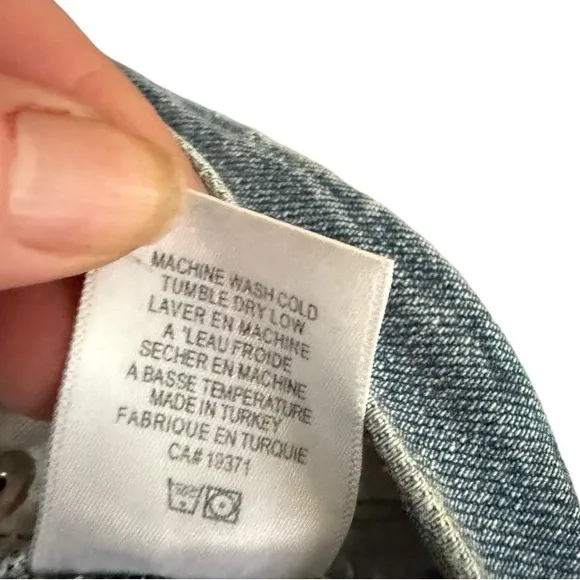 MACHINE WASH COLD
TUMBLE DRY LOW
LAVER EN MACHINE
A 'LEAU FROIDE
SECHER EN MACHINE
A BASSE TEMPERATURE
MADE IN TURKEY
FABRIQUE EN TURQUIE
CA# 19371